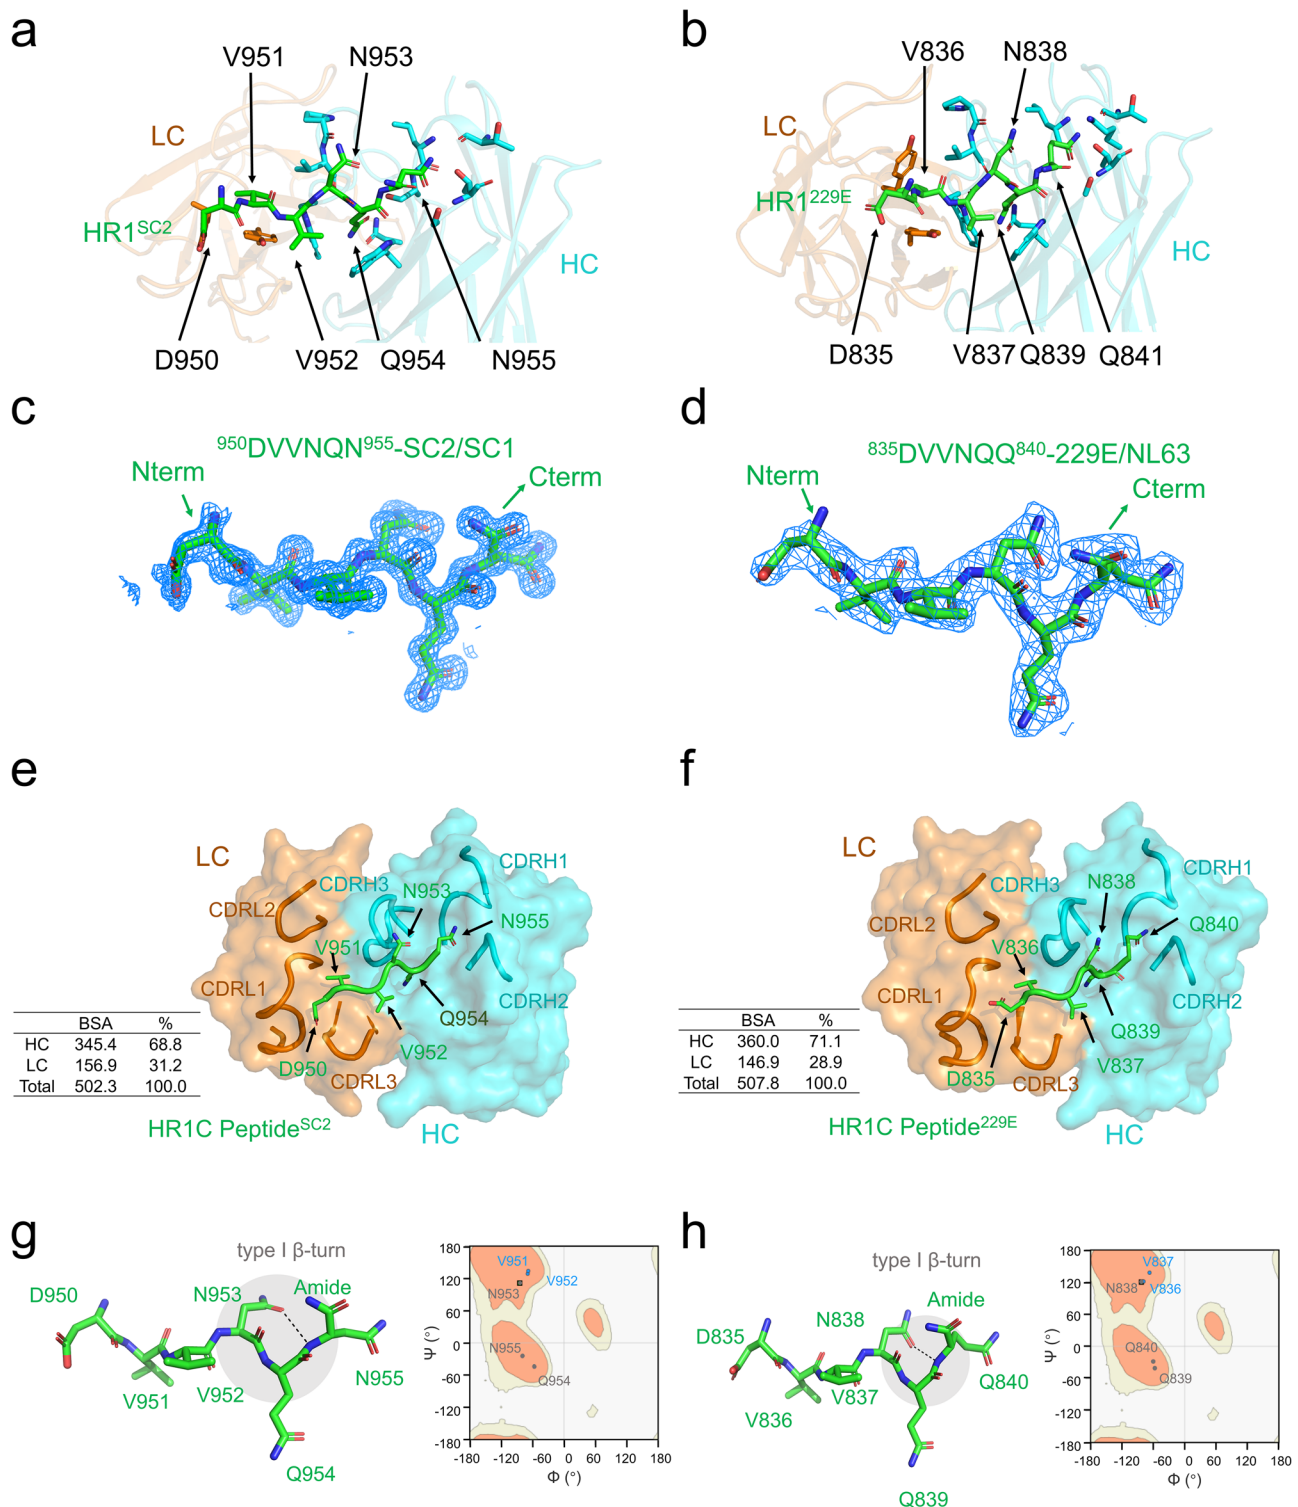 a
V951
N953
LC
HR1SC2
HC
D950
V952
Q954
N955
b
V836
N838
LC
HR1229E
HC
D835
V837
Q839
Q841
c
950DVVNQN955-SC2/SC1
Nterm
Cterm
d
835DVVNQQ840-229E/NL63
Nterm
Cterm
e
LC
CDRH1
CDRH3
N953
CDRL2
N955
V951
CDRL1
CDRH2
Q954
V952
D950
CDRL3
BSA %
HC 345.4 68.8
LC 156.9 31.2
Total 502.3 100.0
HR1C PeptideSC2
HC
f
LC
CDRH1
CDRH3
N838
CDRL2
Q840
V836
CDRL1
CDRH2
Q839
V837
D835
CDRL3
BSA %
HC 360.0 71.1
LC 146.9 28.9
Total 507.8 100.0
HR1C Peptide229E
HC
g
type I β-turn
D950
N953
Amide
V951
V952
N955
Q954
180
120
60
0
-60
-120
-180
Ψ (°)
V951
V952
N953
N955
Q954
-180 -120 -60 0 60 120 180
Φ (°)
h
type I β-turn
D835
N838
Amide
V836
V837
Q840
Q839
180
120
60
0
-60
-120
-180
Ψ (°)
V837
N838
V836
Q840
Q839
-180 -120 -60 0 60 120 180
Φ (°)